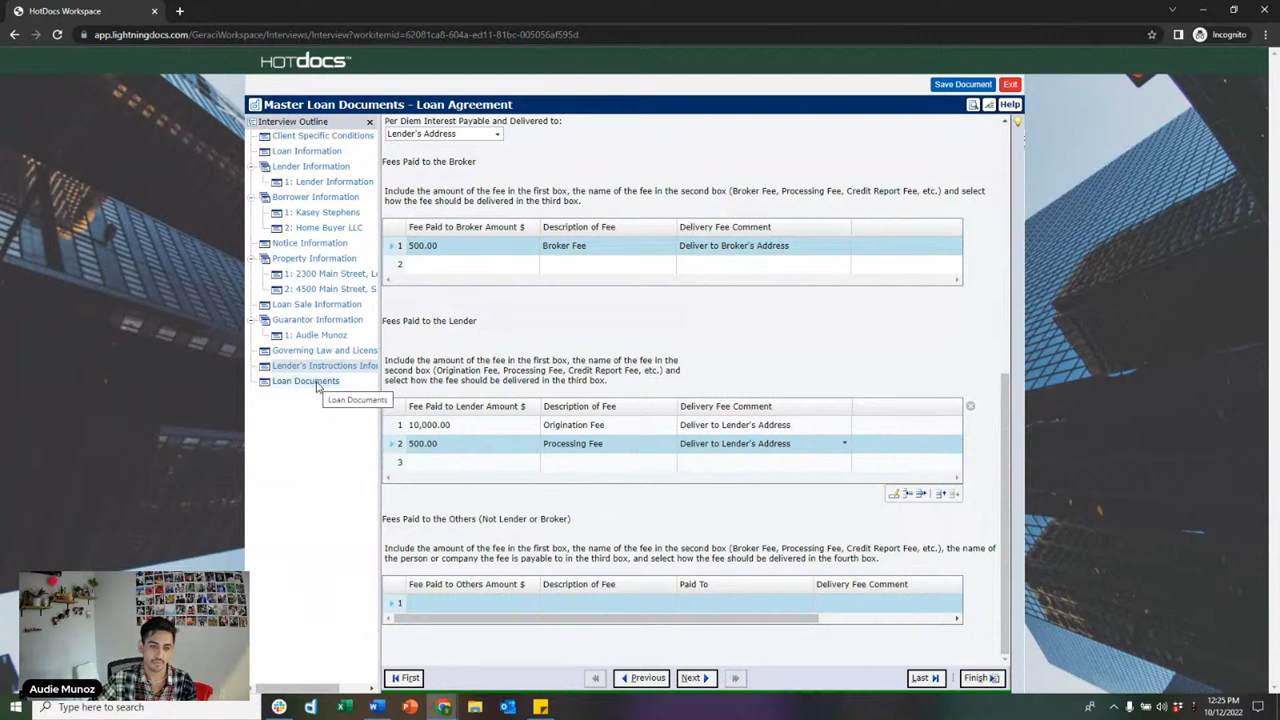 HotDocs Workspace
app.lightningdocs.com/GeraciWorkspace/Interviews/Interview?workitemid=62081ca8-604a-ed11-81bc-005056afe95d
Incognito
HOTDOCS
Save Document
Exit
Master Loan Documents - Loan Agreement
Help
Interview Outline
Client Specific Conditions
Loan Information
Lender Information
1: Lender Information
Borrower Information
1: Kasey Stephens
2: Home Buyer LLC
Notice Information
Property Information
1: 2300 Main Street, L
2: 4500 Main Street, S
Loan Sale Information
Guarantor Information
1: Audie Munoz
Governing Law and Licens
Lender's Instructions Info
Loan Documents
Loan Documents
Per Diem Interest Payable and Delivered to:
Lender's Address
Fees Paid to the Broker
Include the amount of the fee in the first box, the name of the fee in the second box (Broker Fee, Processing Fee, Credit Report Fee, etc.) and select
how the fee should be delivered in the third box.
Fee Paid to Broker Amount $ Description of Fee Delivery Fee Comment
1 500.00 Broker Fee Deliver to Broker's Address
2
Fees Paid to the Lender
Include the amount of the fee in the first box, the name of the fee in the
second box (Origination Fee, Processing Fee, Credit Report Fee, etc.) and
select how the fee should be delivered in the third box.
Fee Paid to Lender Amount $ Description of Fee Delivery Fee Comment
1 10,000.00 Origination Fee Deliver to Lender's Address
2 500.00 Processing Fee Deliver to Lender's Address
3
Fees Paid to the Others (Not Lender or Broker)
Include the amount of the fee in the first box, the name of the fee in the second box (Broker Fee, Processing Fee, Credit Report Fee, etc.), the name of
the person or company the fee is payable to in the third box, and select how the fee should be delivered in the fourth box.
Fee Paid to Others Amount $ Description of Fee Paid To Delivery Fee Comment
1
First
Previous
Next
Last
Finish
Audie Munoz
Type here to search
12:25 PM
10/12/2022